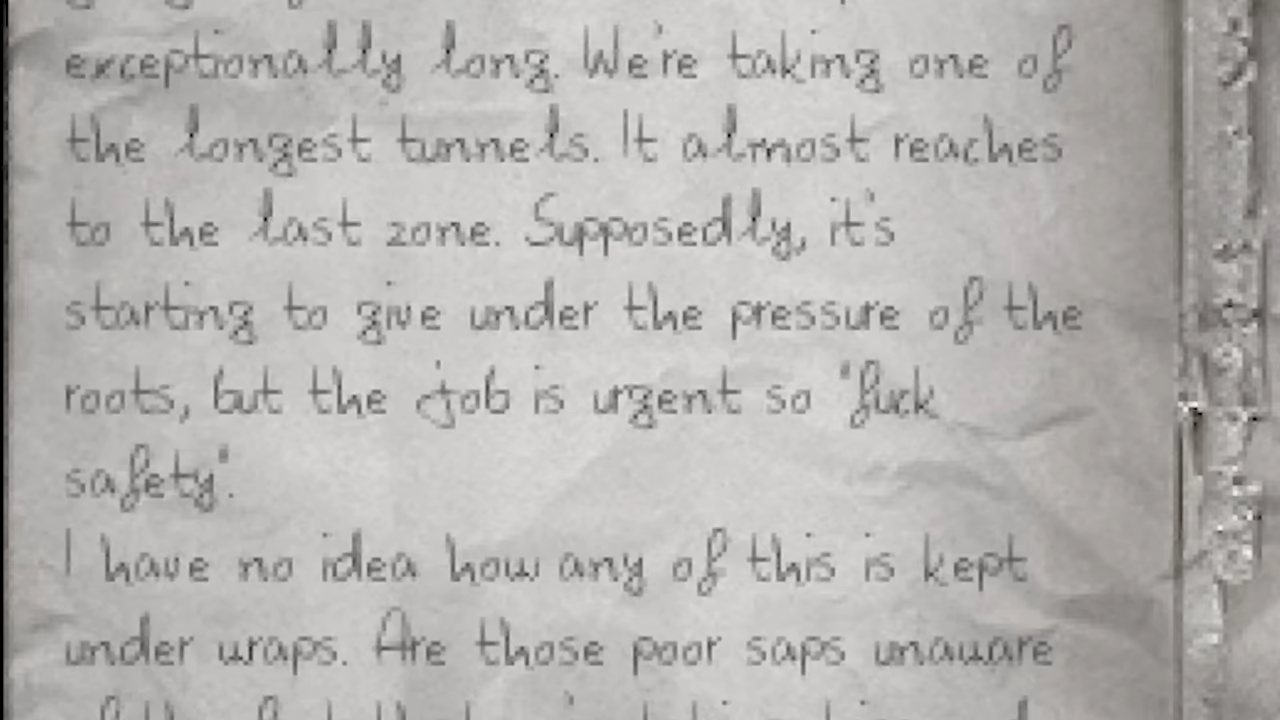 exceptionally long. We're taking one of
the longest tunnels. It almost reaches
to the last zone. Supposedly, it's
starting to give under the pressure of the
roots, but the job is urgent so "fuck
safety".
I have no idea how any of this is kept
under wraps. Are those poor saps unaware